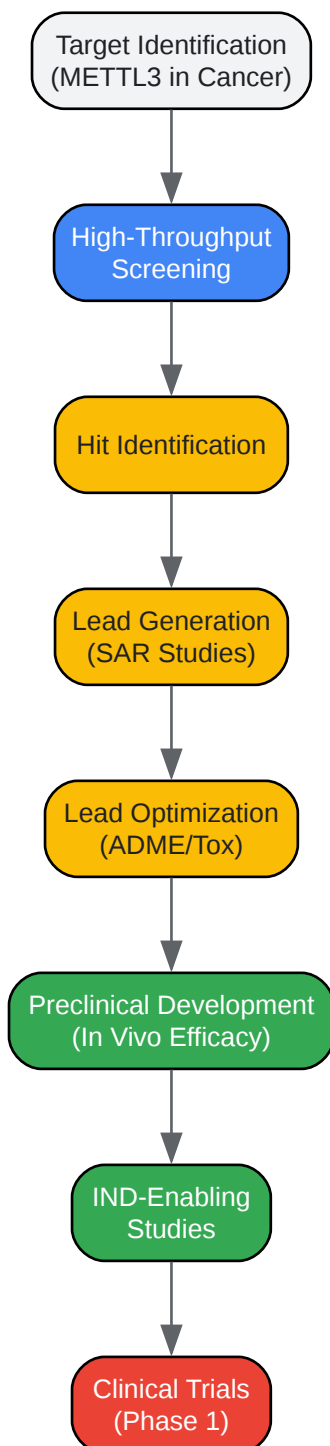 Target Identification
(METTL3 in Cancer)
High-Throughput
Screening
Hit Identification
Lead Generation
(SAR Studies)
Lead Optimization
(ADME/Tox)
Preclinical Development
(In Vivo Efficacy)
IND-Enabling
Studies
Clinical Trials
(Phase 1)